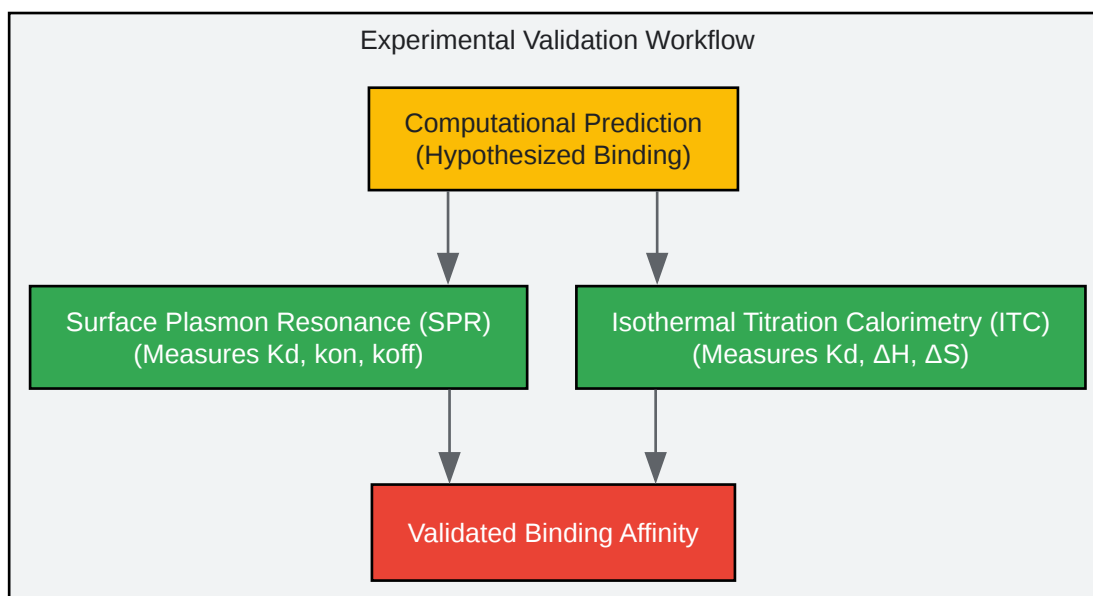 Experimental Validation Workflow
Computational Prediction
(Hypothesized Binding)
Surface Plasmon Resonance (SPR)
(Measures Kd, kon, koff)
Isothermal Titration Calorimetry (ITC)
(Measures Kd, ΔH, ΔS)
Validated Binding Affinity